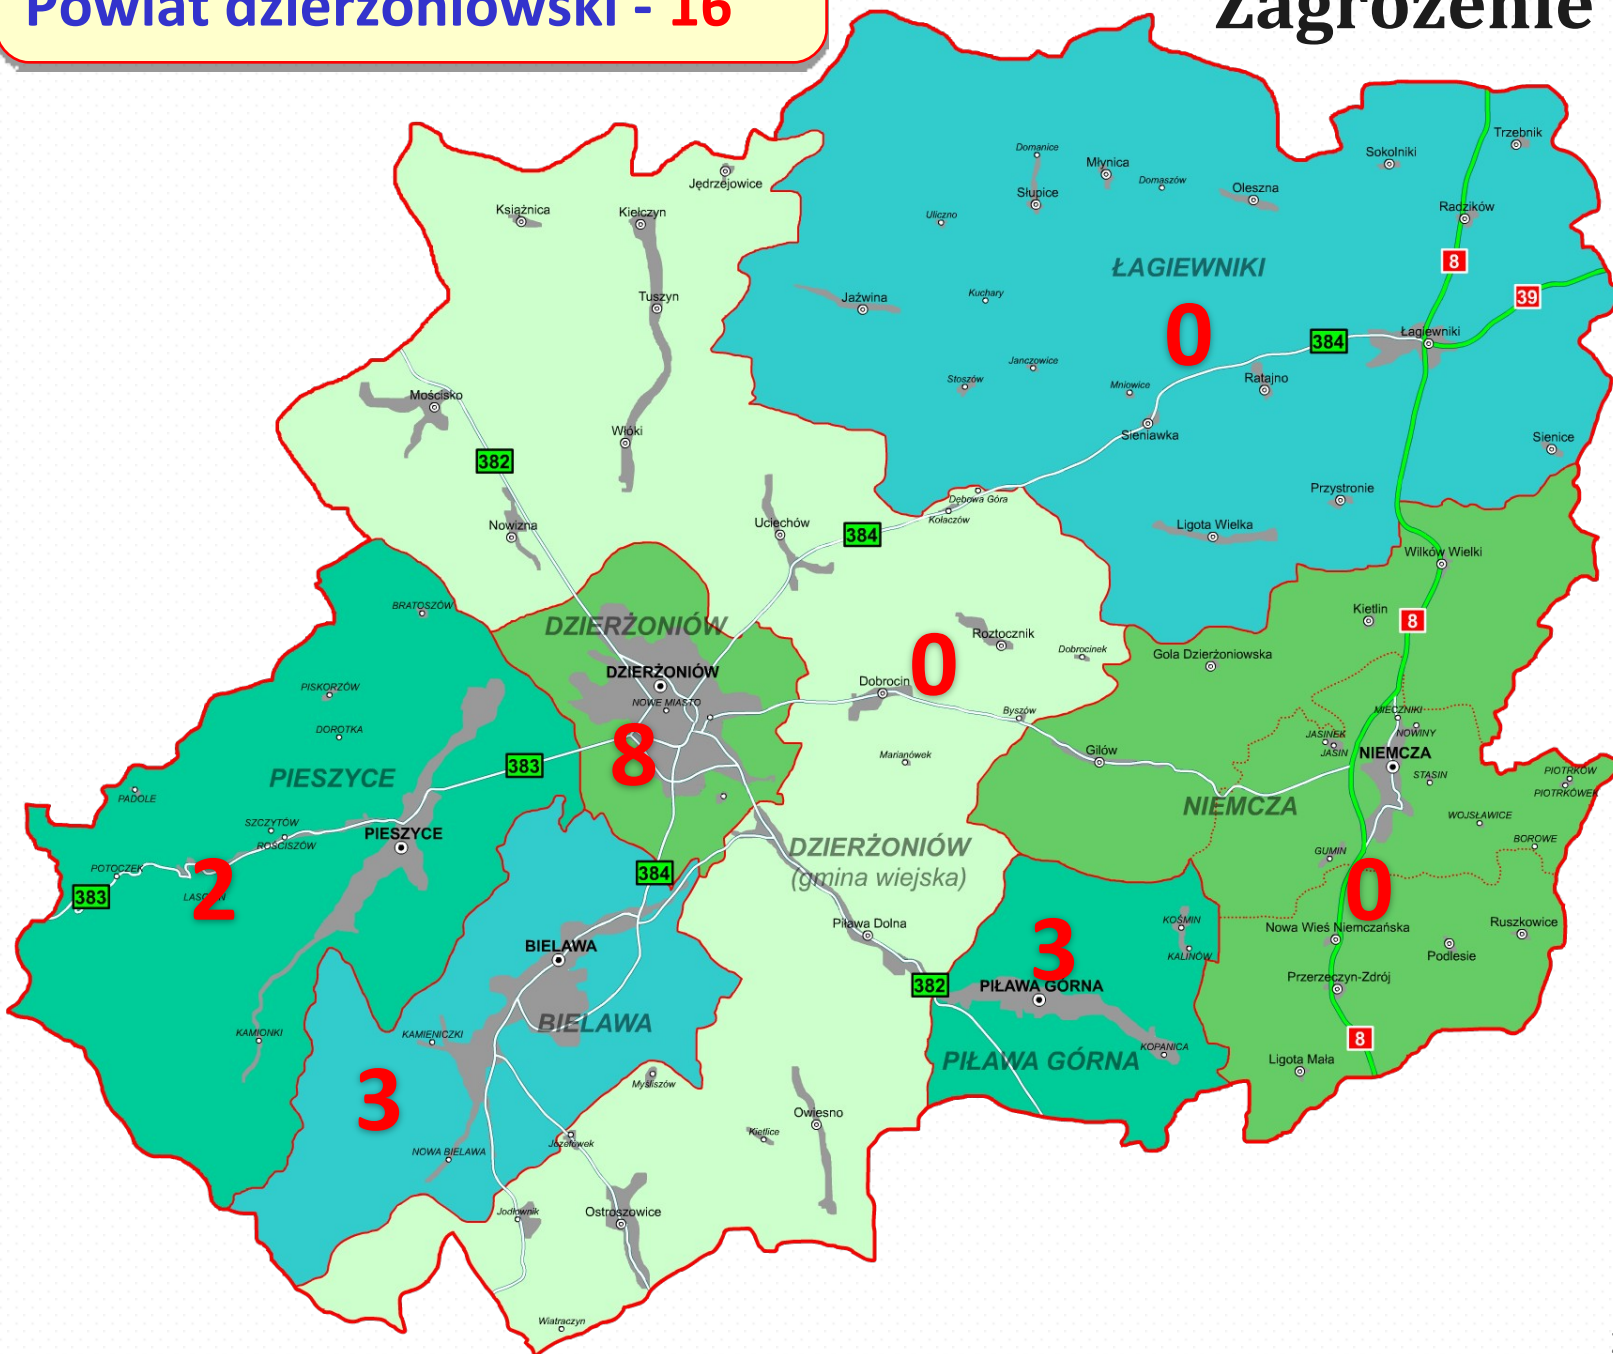 Powiat dzierżoniowski - 16
Zagrożenie
Trzebnik
Sokolniki
Domanice
Młynica
Jędrzejowice
Domaszów
Oleszna
Słupice
Książnica
Kiełczyn
Uliczno
Radzików
8
ŁAGIEWNIKI
Tuszyn
Jaźwina
Kuchary
39
0
384
Łagiewniki
Janczowice
Stoszów
Mniowice
Ratajno
Mościsko
Włóki
Sieniawka
Sienice
382
Przystronie
Dębowa Góra
Kołaczów
Nowizna
Uciechów
384
Ligota Wielka
Wilków Wielki
BRATOSZÓW
Kietlin
8
DZIERŻONIÓW
Roztocznik
0
Dobrocinek
Gola Dzierżoniowska
DZIERŻONIÓW
Dobrocin
PISKORZÓW
NOWE MIASTO
Byszów
MIECZNIKI
DOROTKA
JASINEK
NOWINY
8
Marianówek
Gilów
JASIN
NIEMCZA
383
PIESZYCE
STASIN
PIOTRKÓW
PIOTRKÓWEK
PADOLE
NIEMCZA
WOJSŁAWICE
SZCZYTÓW
PIESZYCE
ROŚCISZÓW
DZIERŻONIÓW
(gmina wiejska)
BOROWE
GUMIN
POTOCZEK
384
383
2
0
KOŚMIN
Piława Dolna
Nowa Wieś Niemczańska
Ruszkowice
BIELAWA
3
KALINÓW
Podlesie
382
PIŁAWA GÓRNA
Przerzeczyn-Zdrój
BIELAWA
KAMIONKI
KAMIENICZKI
8
KOPANICA
PIŁAWA GÓRNA
Ligota Mała
Myśliszów
3
Owiesno
Kietlice
Józefówek
NOWA BIELAWA
Jodłownik
Ostroszowice
Wiatraczyn